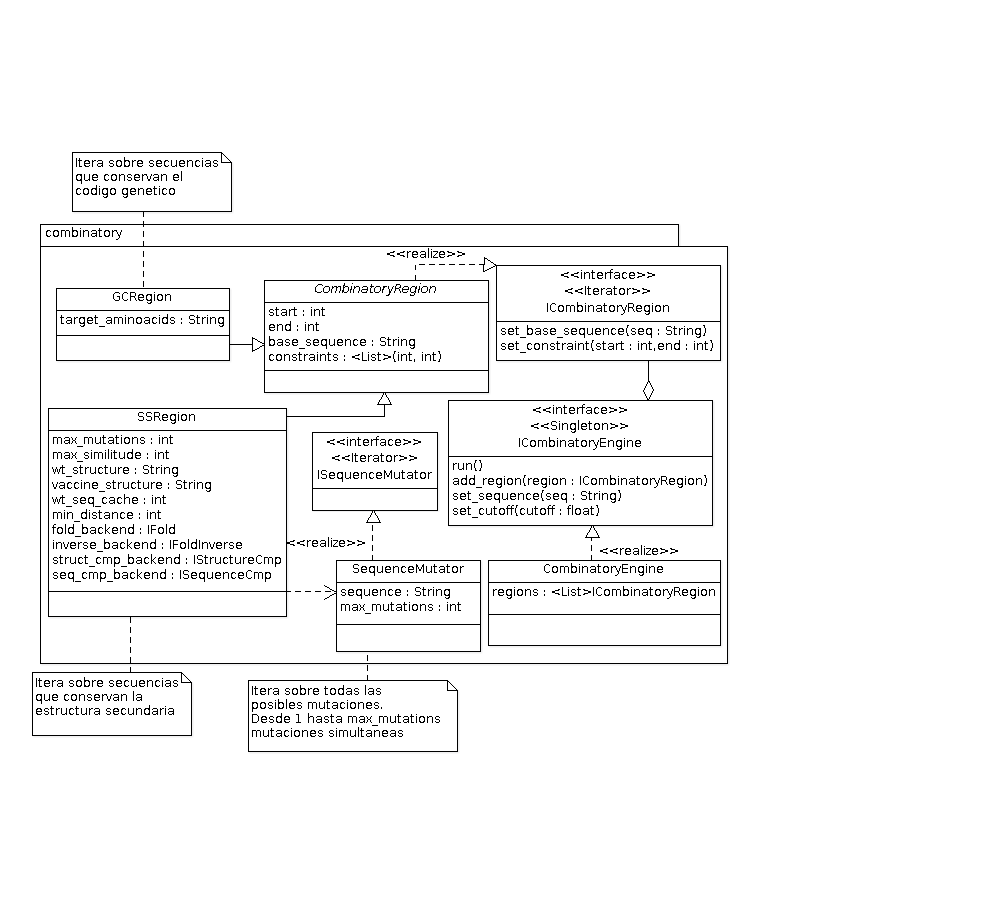 Itera sobre secuencias
que conservan el
codigo genetico
combinatory
<<realize>>
GCRegion
target_aminoacids : String
CombinatoryRegion
start : int
end : int
base_sequence : String
constraints : <List>(int, int)
<<interface>>
<<Iterator>>
ICombinatoryRegion
set_base_sequence(seq : String)
set_constraint(start : int,end : int)
SSRegion
max_mutations : int
max_similitude : int
wt_structure : String
vaccine_structure : String
wt_seq_cache : int
min_distance : int
fold_backend : IFold
inverse_backend : IFoldInverse
struct_cmp_backend : IStructureCmp
seq_cmp_backend : ISequenceCmp
<<interface>>
<<Iterator>>
ISequenceMutator
<<interface>>
<<Singleton>>
ICombinatoryEngine
run()
add_region(region : ICombinatoryRegion)
set_sequence(seq : String)
set_cutoff(cutoff : float)
<<realize>>
<<realize>>
SequenceMutator
sequence : String
max_mutations : int
CombinatoryEngine
regions : <List>ICombinatoryRegion
Itera sobre secuencias
que conservan la
estructura secundaria
Itera sobre todas las
posibles mutaciones.
Desde 1 hasta max_mutations
mutaciones simultaneas